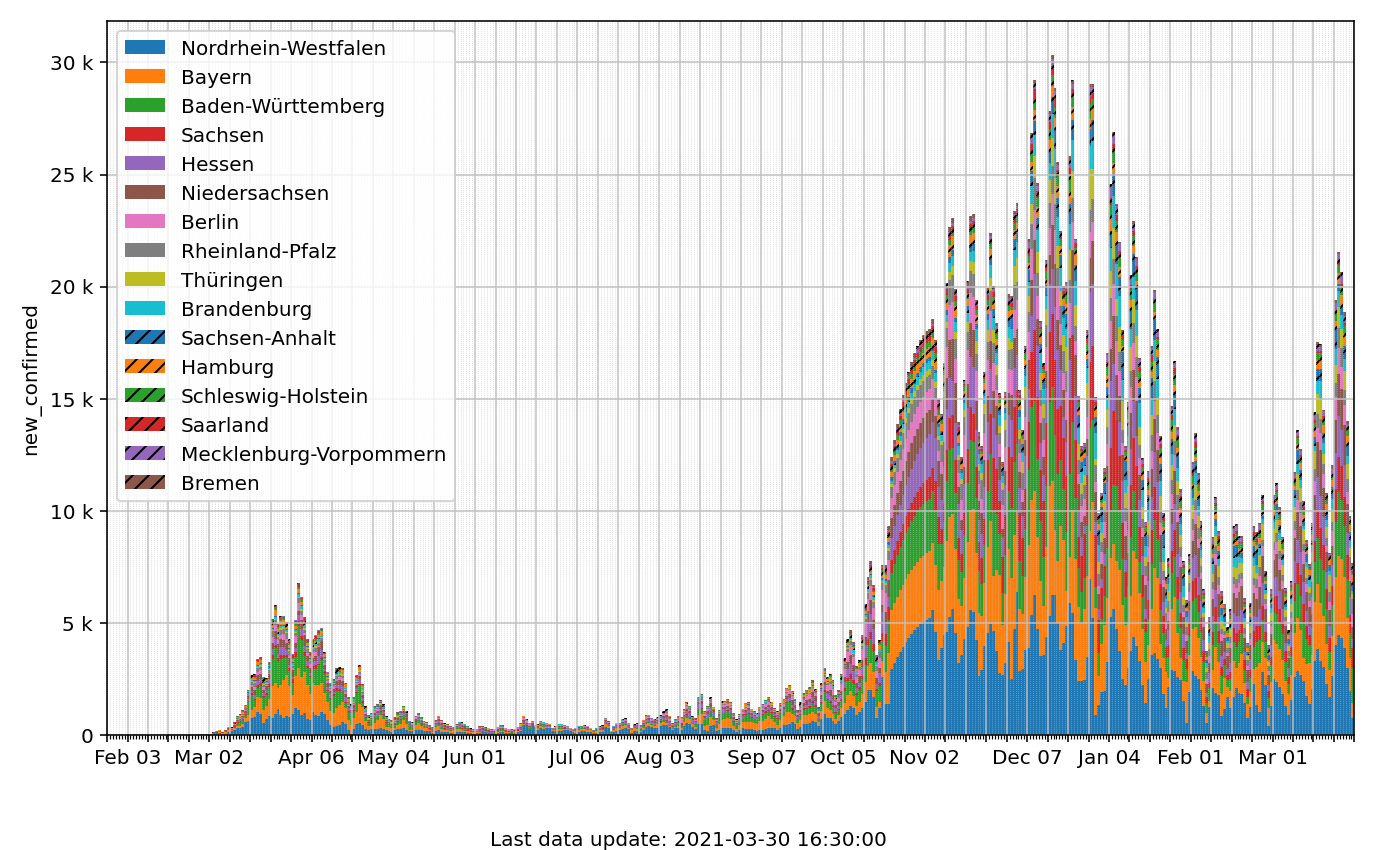 30 k
25 k
20 k
15 k
10 k
5 k
0
new_confirmed
Nordrhein-Westfalen
Bayern
Baden-Württemberg
Sachsen
Hessen
Niedersachsen
Berlin
Rheinland-Pfalz
Thüringen
Brandenburg
Sachsen-Anhalt
Hamburg
Schleswig-Holstein
Saarland
Mecklenburg-Vorpommern
Bremen
Feb 03 Mar 02 Apr 06 May 04 Jun 01 Jul 06 Aug 03 Sep 07 Oct 05 Nov 02 Dec 07 Jan 04 Feb 01 Mar 01
Last data update: 2021-03-30 16:30:00